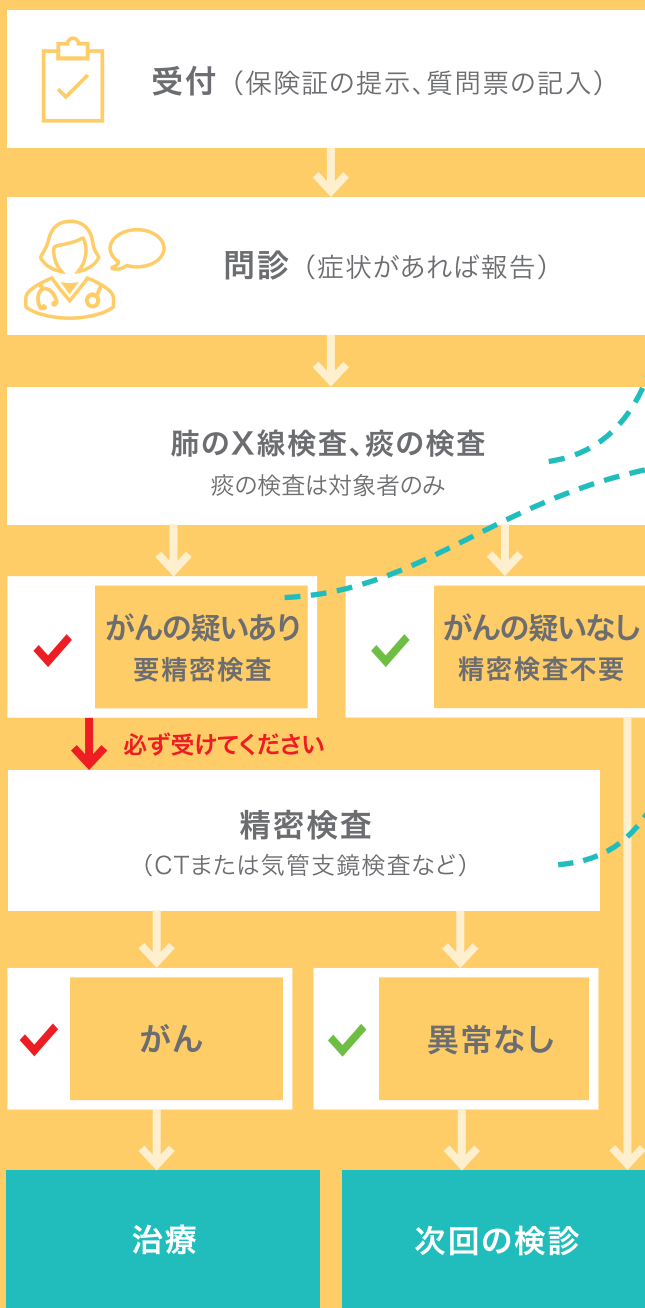 受付（保険証の提示、質問票の記入）
問診（症状があれば報告）
肺のX線検査、痰の検査
痰の検査は対象者のみ
がんの疑いあり
要精密検査
がんの疑いなし
精密検査不要
必ず受けてください
精密検査
（CTまたは気管支鏡検査など）
がん
異常なし
治療
次回の検診